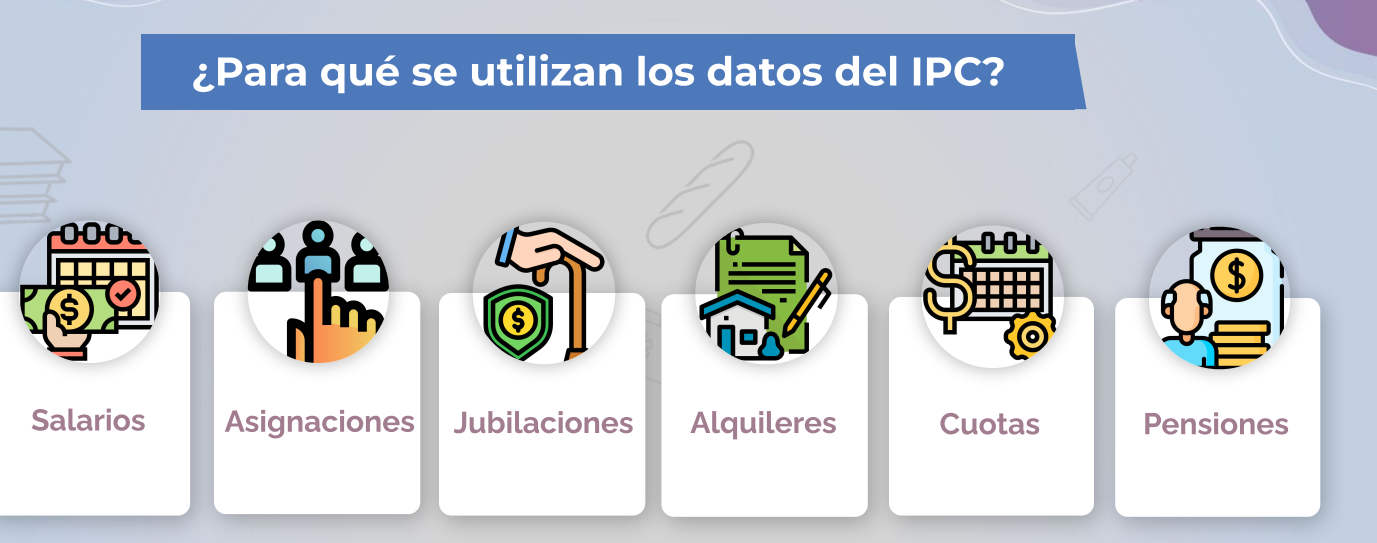 ¿Para qué se utilizan los datos del IPC?
Salarios
Asignaciones
Jubilaciones
Alquileres
Cuotas
Pensiones